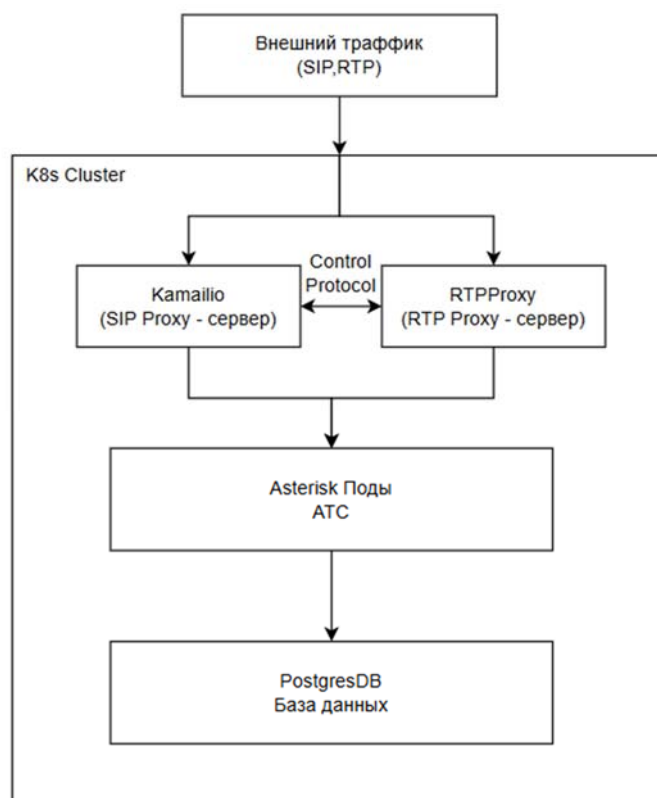 Внешний траффик
(SIP,RTP)
K8s Cluster
Control
Protocol
Kamailio
(SIP Proxy - сервер)
RTPProxy
(RTP Proxy - сервер)
Asterisk Поды
АТС
PostgresDB
База данных